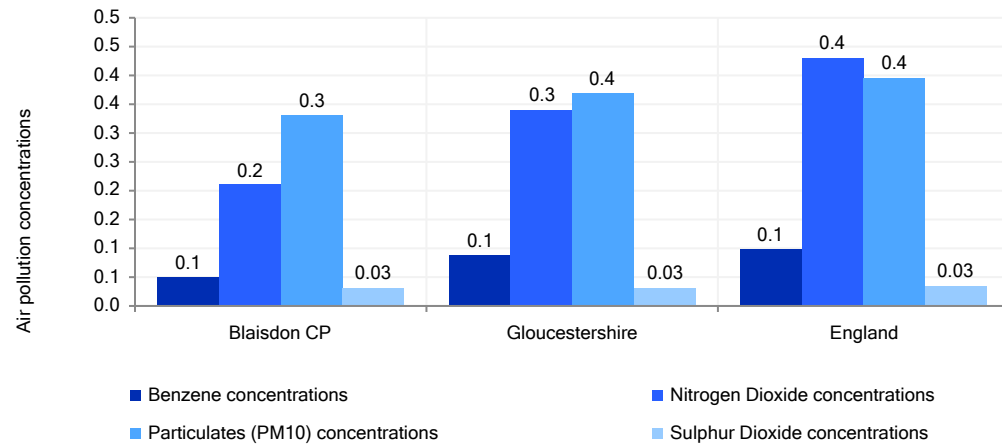 Air pollution concentrations
0.5
0.5
0.4
0.4
0.3
0.3
0.2
0.2
0.1
0.1
0.0
0.1
0.2
0.3
0.03
0.1
0.3
0.4
0.03
0.1
0.4
0.4
0.03
Blaisdon CP
Gloucestershire
England
Benzene concentrations
Nitrogen Dioxide concentrations
Particulates (PM10) concentrations
Sulphur Dioxide concentrations